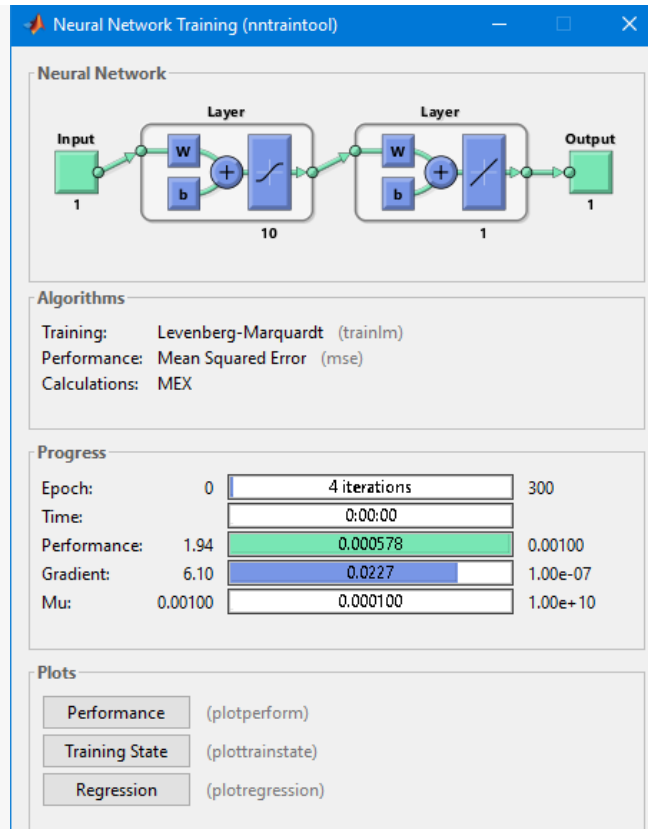 Neural Network Training (nntraintool)
Neural Network
Layer
Layer
Input
Output
W
W
b
b
1
1
10
1
Algorithms
Training: Levenberg-Marquardt (trainlm)
Performance: Mean Squared Error (mse)
Calculations: MEX
Progress
Epoch: 0 4 iterations 300
Time: 0:00:00
Performance: 1.94 0.000578 0.00100
Gradient: 6.10 0.0227 1.00e-07
Mu: 0.00100 0.000100 1.00e+10
Plots
Performance (plotperform)
Training State (plottrainstate)
Regression (plotregression)